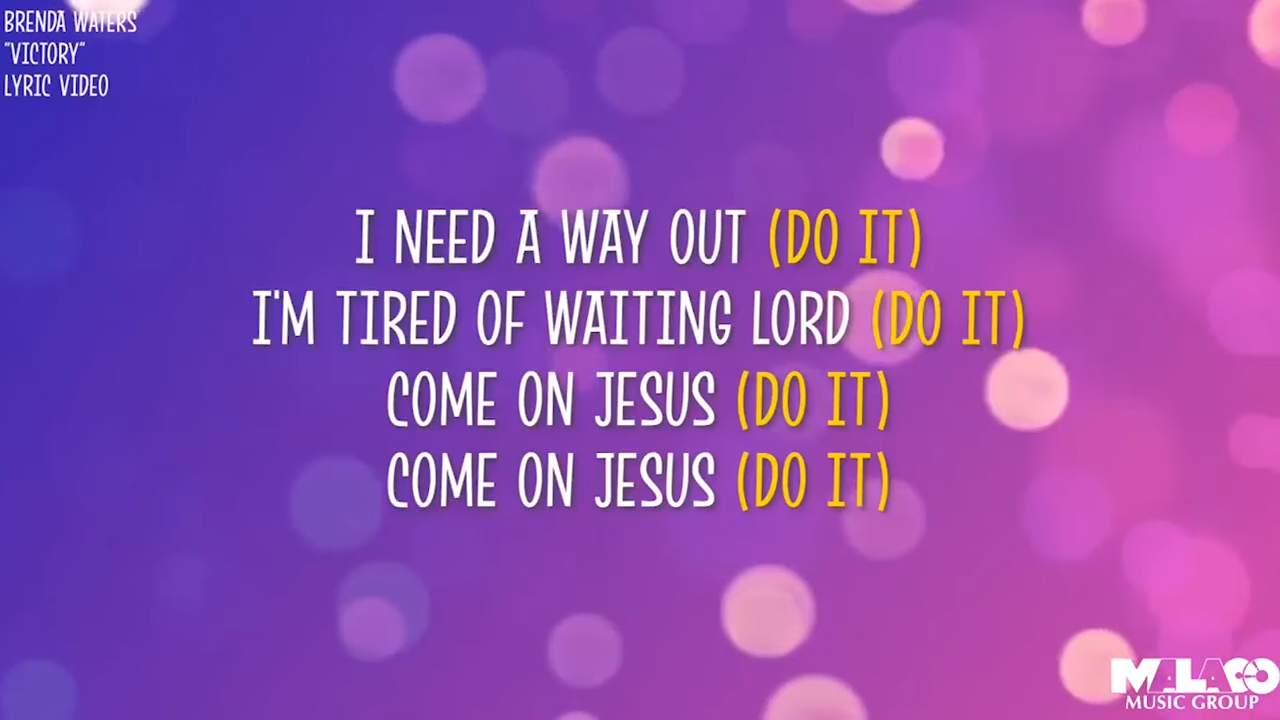 BRENDA WATERS
"VICTORY"
LYRIC VIDEO
I NEED A WAY OUT (DO IT)
I'M TIRED OF WAITING LORD (DO IT)
COME ON JESUS (DO IT)
COME ON JESUS (DO IT)
MALACO
MUSIC GROUP